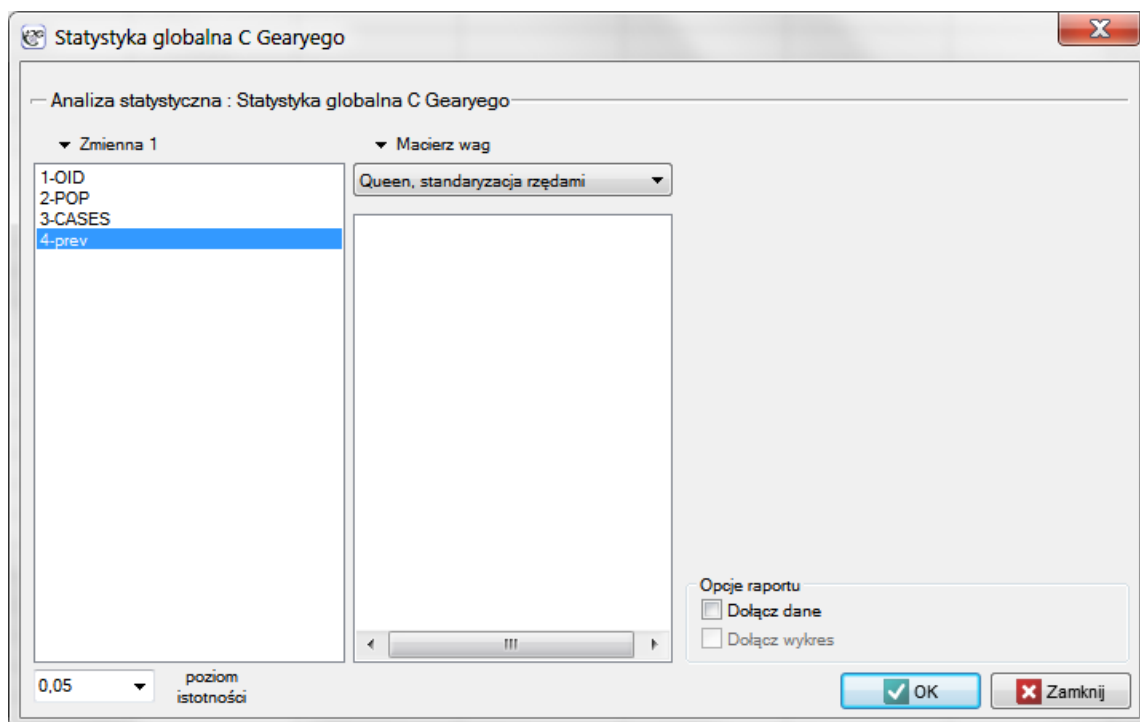 Statystyka globalna C Gearyego
Analiza statystyczna : Statystyka globalna C Gearyego
Zmienna 1
Macierz wag
1-OID
2-POP
3-CASES
4-prev
Queen, standaryzacja rzędami
Opcje raportu
Dołącz dane
Dołącz wykres
0,05
poziom
istotności
OK
Zamknij